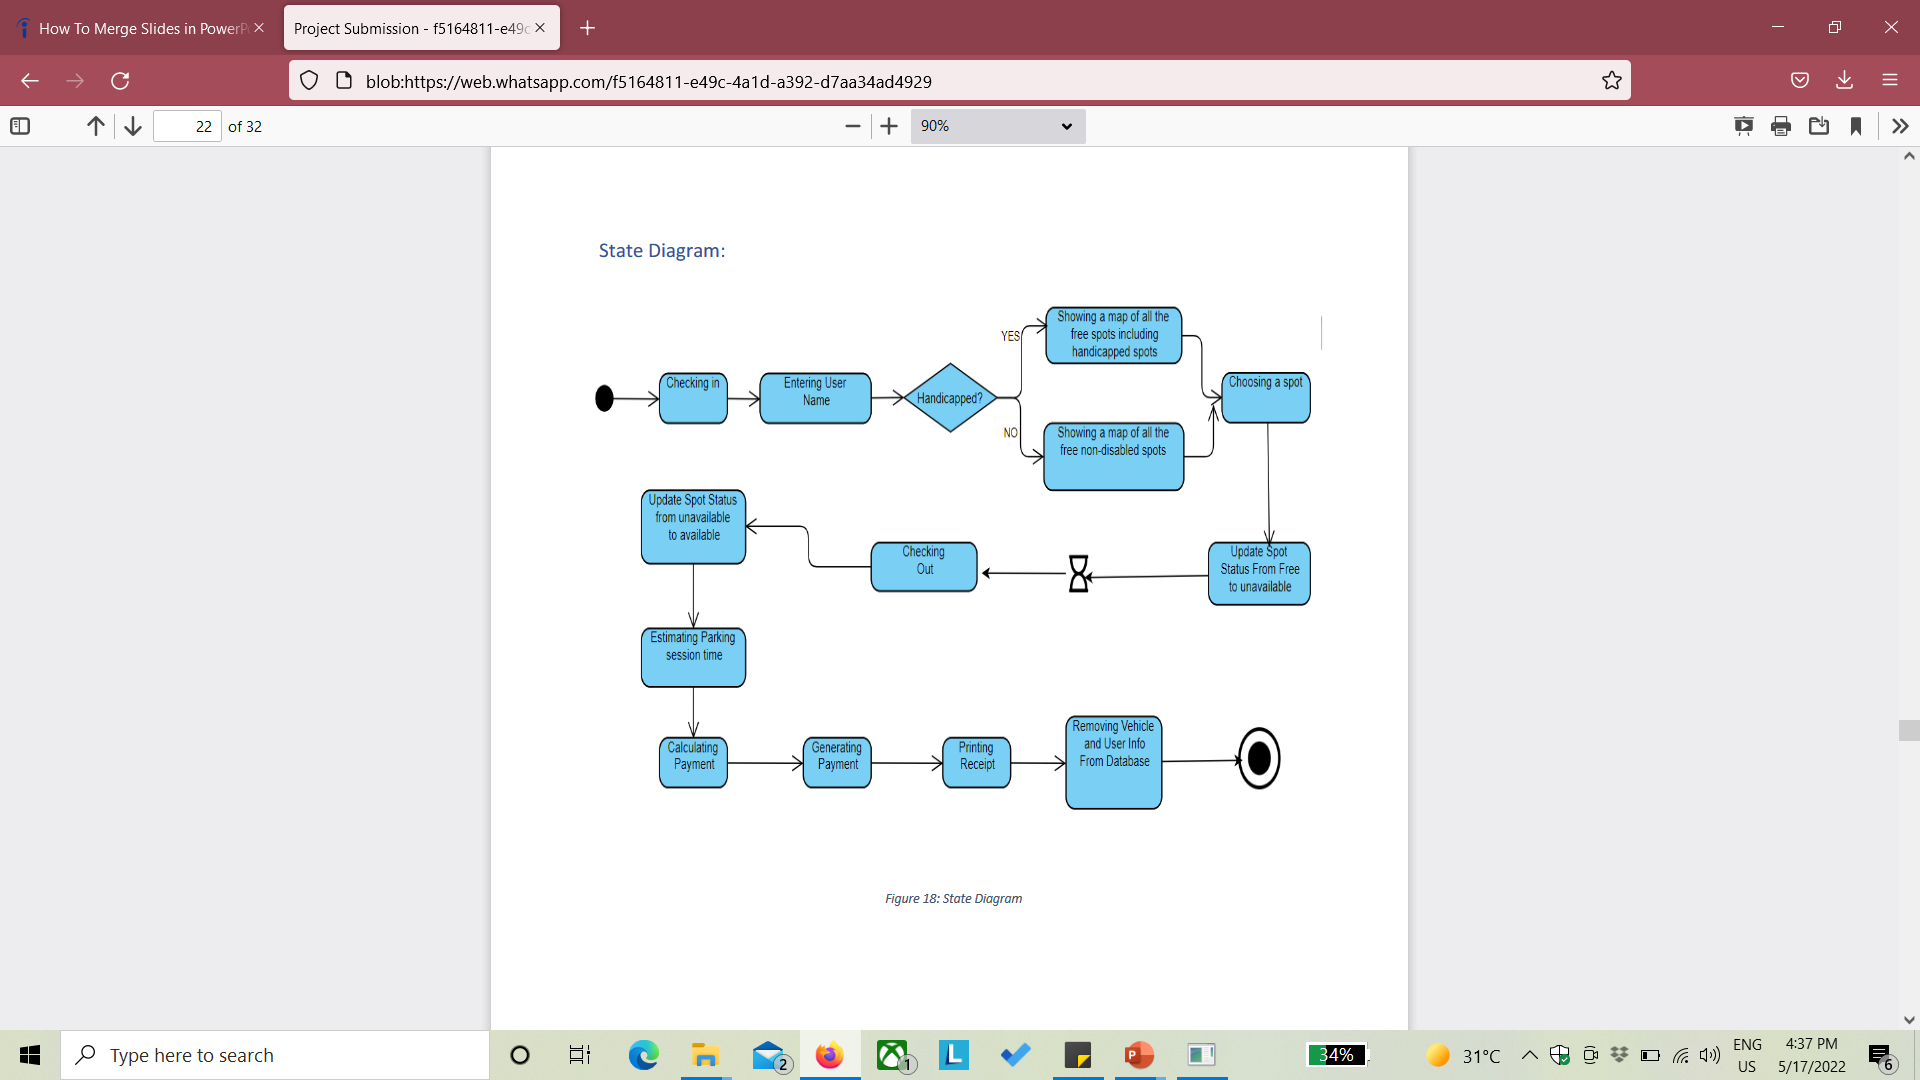 How To Merge Slides in PowerP
Project Submission - f5164811-e49c
blob:https://web.whatsapp.com/f5164811-e49c-4a1d-a392-d7aa34ad4929
22 of 32
90%
State Diagram:
Checking in
Entering User
Name
Handicapped?
YES
NO
Showing a map of all the
free spots including
handicapped spots
Showing a map of all the
free non-disabled spots
Choosing a spot
Update Spot
Status From Free
to unavailable
Checking
Out
Update Spot Status
from unavailable
to available
Estimating Parking
session time
Calculating
Payment
Generating
Payment
Printing
Receipt
Removing Vehicle
and User Info
From Database
Figure 18: State Diagram
Type here to search
2
1
L
P
34%
31°C
ENG
US
4:37 PM
5/17/2022
6